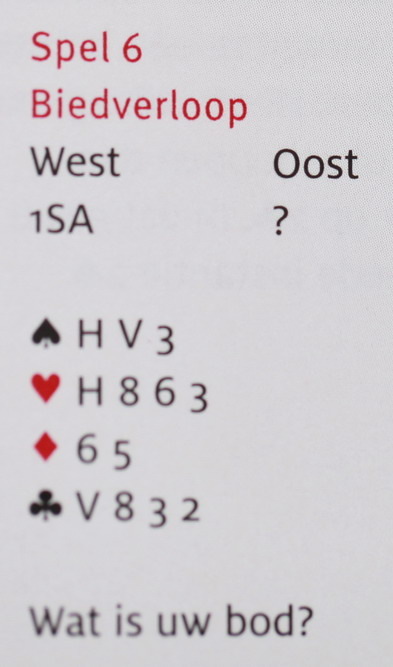 Spel 6
Biedverloop
West Oost
1SA ?
♠ H V 3
♥ H 8 6 3
♦ 6 5
♣ V 8 3 2
Wat is uw bod?